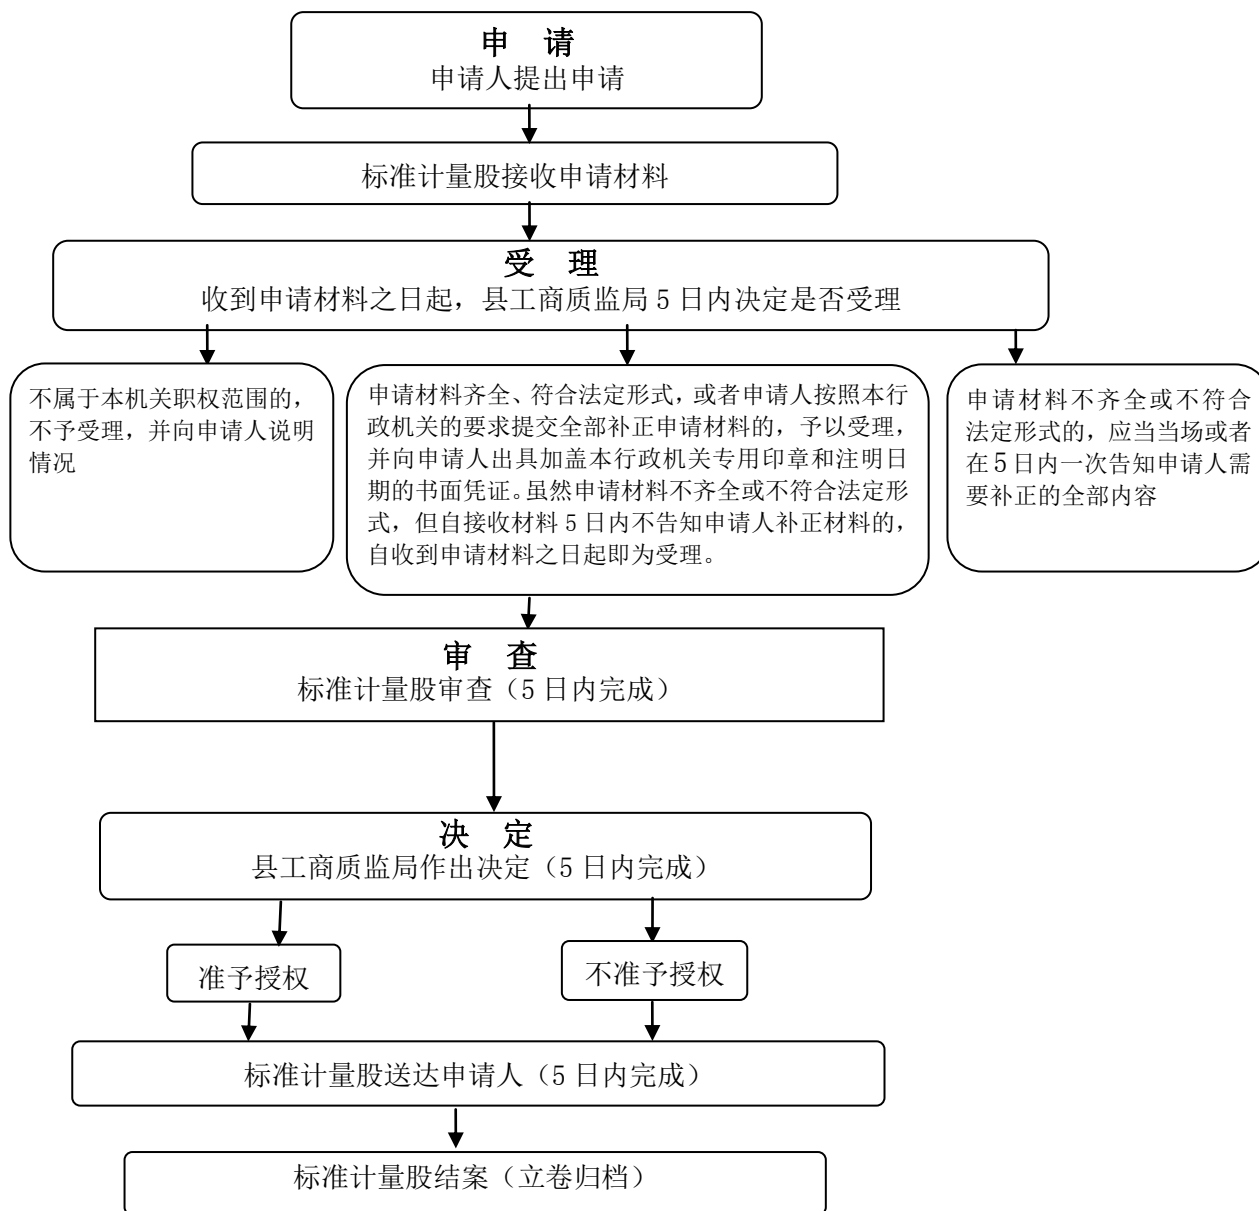 申 请
申请人提出申请
标准计量股接收申请材料
受 理
收到申请材料之日起，县工商质监局 5 日内决定是否受理
不属于本机关职权范围的，
不予受理，并向申请人说明
情况
申请材料齐全、符合法定形式，或者申请人按照本行
政机关的要求提交全部补正申请材料的，予以受理，
并向申请人出具加盖本行政机关专用印章和注明日
期的书面凭证。虽然申请材料不齐全或不符合法定形
式，但自接收材料 5 日内不告知申请人补正材料的，
自收到申请材料之日起即为受理。
申请材料不齐全或不符合
法定形式的，应当当场或者
在 5 日内一次告知申请人需
要补正的全部内容
审 查
标准计量股审查（5 日内完成）
决 定
县工商质监局作出决定（5 日内完成）
准予授权
不准予授权
标准计量股送达申请人（5 日内完成）
标准计量股结案（立卷归档）